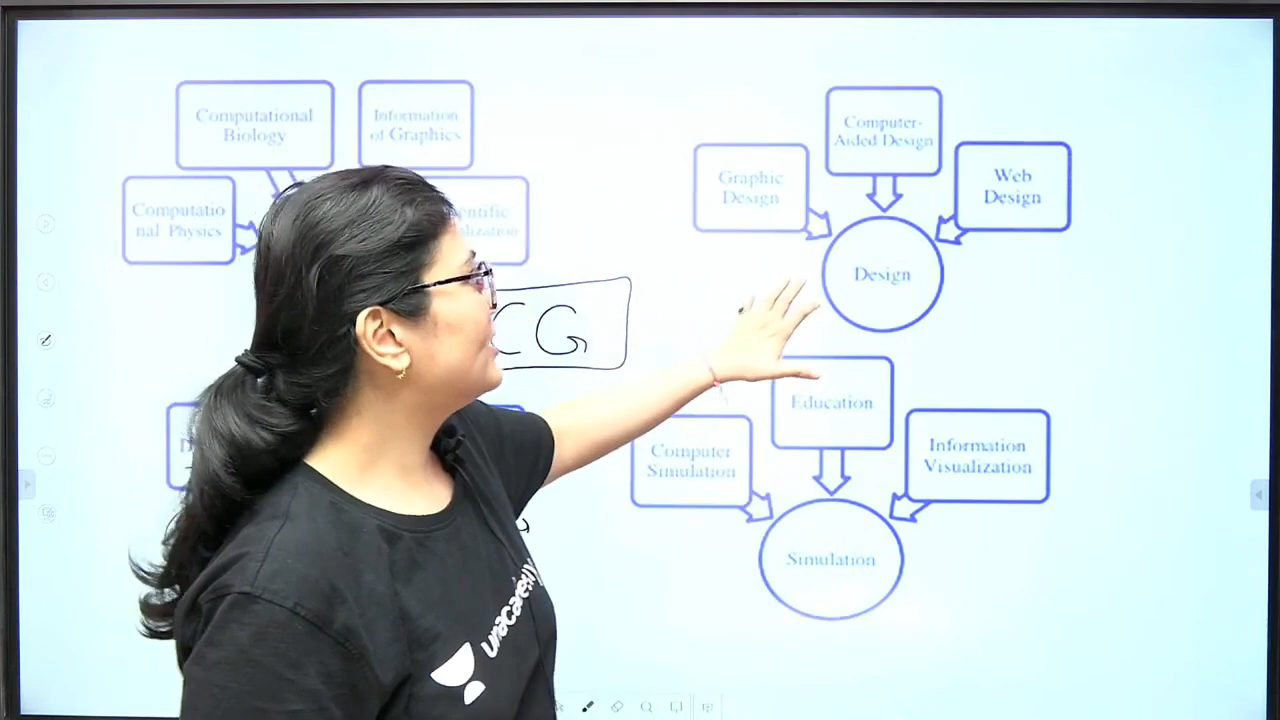 Computational
Biology
Information
of Graphics
Computatio
nal Physics
CG
Computer-
Aided Design
Graphic
Design
Web
Design
Design
Education
Computer
Simulation
Information
Visualization
Simulation
unacademy